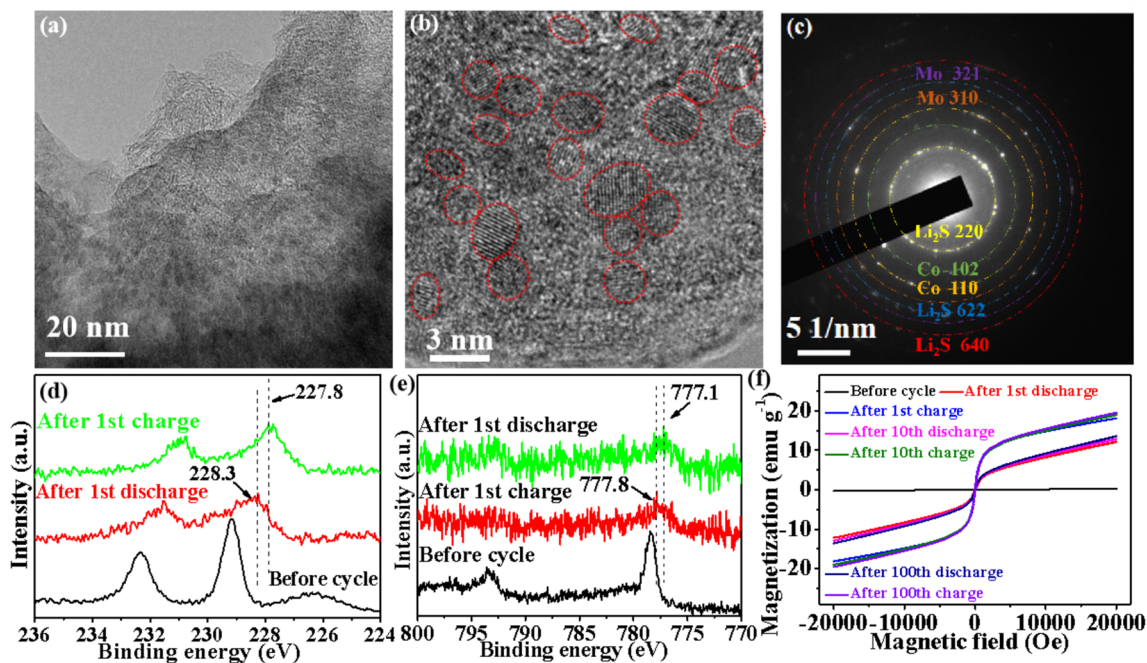 (a)
20 nm
(b)
3 nm
(c)
Mo 321
Mo 310
Li₂S 220
Co 102
Co 110
Li₂S 622
Li₂S 640
5 1/nm
(d)
227.8
After 1st charge
228.3
After 1st discharge
Before cycle
Intensity (a.u.)
236 234 232 230 228 226 224
Binding energy (eV)
(e)
777.1
After 1st discharge
777.8
After 1st charge
Before cycle
Intensity (a.u.)
800 795 790 785 780 775 770
Binding energy (eV)
(f)
Before cycle After 1st discharge
After 1st charge
After 10th discharge
After 10th charge
After 100th discharge
After 100th charge
Magnetization (emu g⁻¹)
20
10
0
-10
-20
-20000 -10000 0 10000 20000
Magnetic field (Oe)